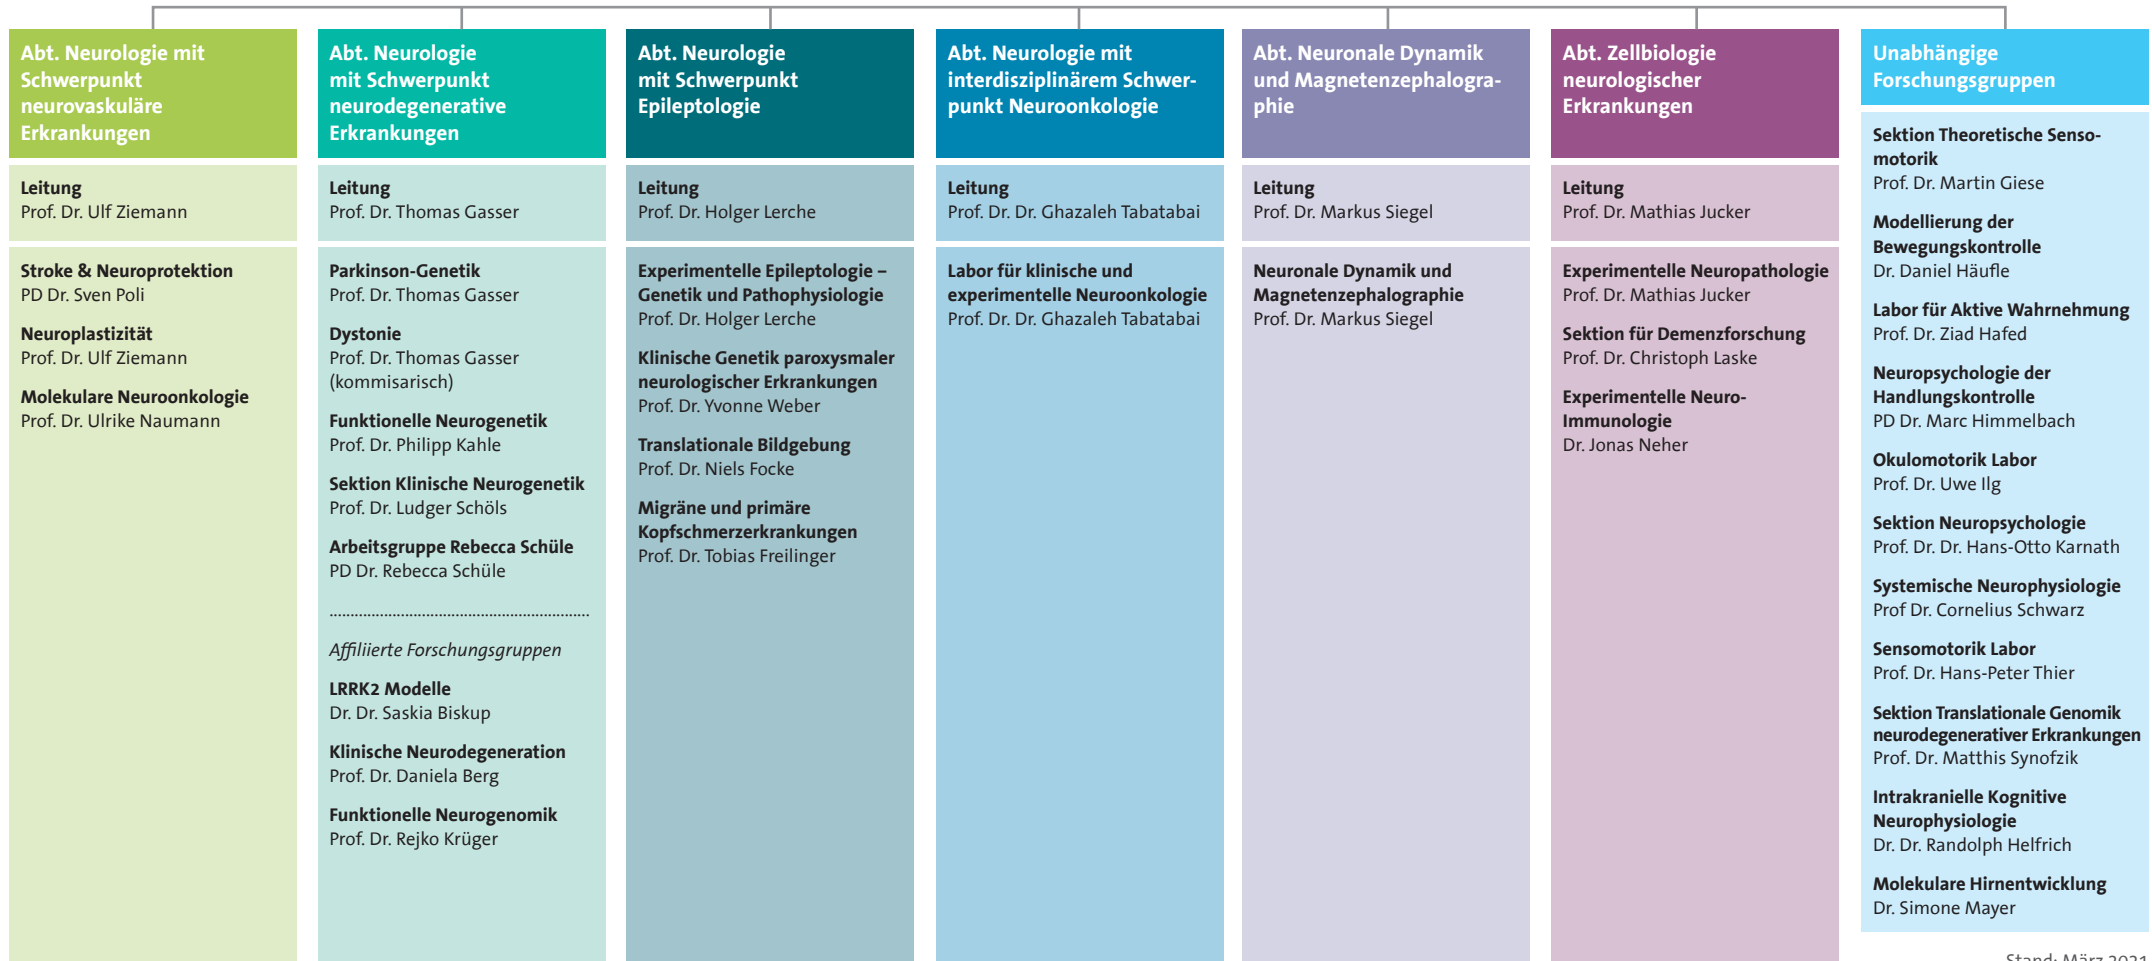 Abt. Neurologie mit
Schwerpunkt
neurovaskuläre
Erkrankungen
Leitung
Prof. Dr. Ulf Ziemann
Stroke & Neuroprotektion
PD Dr. Sven Poli
Neuroplastizität
Prof. Dr. Ulf Ziemann
Molekulare Neuroonkologie
Prof. Dr. Ulrike Naumann
Abt. Neurologie
mit Schwerpunkt
neurodegenerative
Erkrankungen
Leitung
Prof. Dr. Thomas Gasser
Parkinson-Genetik
Prof. Dr. Thomas Gasser
Dystonie
Prof. Dr. Thomas Gasser
(kommisarisch)
Funktionelle Neurogenetik
Prof. Dr. Philipp Kahle
Sektion Klinische Neurogenetik
Prof. Dr. Ludger Schöls
Arbeitsgruppe Rebecca Schüle
PD Dr. Rebecca Schüle
Affiliierte Forschungsgruppen
LRRK2 Modelle
Dr. Dr. Saskia Biskup
Klinische Neurodegeneration
Prof. Dr. Daniela Berg
Funktionelle Neurogenomik
Prof. Dr. Rejko Krüger
Abt. Neurologie
mit Schwerpunkt
Epileptologie
Leitung
Prof. Dr. Holger Lerche
Experimentelle Epileptologie –
Genetik und Pathophysiologie
Prof. Dr. Holger Lerche
Klinische Genetik paroxysmaler
neurologischer Erkrankungen
Prof. Dr. Yvonne Weber
Translationale Bildgebung
Prof. Dr. Niels Focke
Migräne und primäre
Kopfschmerzerkrankungen
Prof. Dr. Tobias Freilinger
Abt. Neurologie mit
interdisziplinärem Schwer-
punkt Neuroonkologie
Leitung
Prof. Dr. Dr. Ghazaleh Tabatabai
Labor für klinische und
experimentelle Neuroonkologie
Prof. Dr. Dr. Ghazaleh Tabatabai
Abt. Neuronale Dynamik
und Magnetenzephalogra-
phie
Leitung
Prof. Dr. Markus Siegel
Neuronale Dynamik und
Magnetenzephalographie
Prof. Dr. Markus Siegel
Abt. Zellbiologie
neurologischer
Erkrankungen
Leitung
Prof. Dr. Mathias Jucker
Experimentelle Neuropathologie
Prof. Dr. Mathias Jucker
Sektion für Demenzforschung
Prof. Dr. Christoph Laske
Experimentelle Neuro-
Immunologie
Dr. Jonas Neher
Unabhängige
Forschungsgruppen
Sektion Theoretische Senso-
motorik
Prof. Dr. Martin Giese
Modellierung der
Bewegungskontrolle
Dr. Daniel Häufle
Labor für Aktive Wahrnehmung
Prof. Dr. Ziad Hafed
Neuropsychologie der
Handlungskontrolle
PD Dr. Marc Himmelbach
Okulomotorik Labor
Prof. Dr. Uwe Ilg
Sektion Neuropsychologie
Prof. Dr. Dr. Hans-Otto Karnath
Systemische Neurophysiologie
Prof Dr. Cornelius Schwarz
Sensomotorik Labor
Prof. Dr. Hans-Peter Thier
Sektion Translationale Genomik
neurodegenerativer Erkrankungen
Prof. Dr. Matthis Synofzik
Intrakranielle Kognitive
Neurophysiologie
Dr. Dr. Randolph Helfrich
Molekulare Hirnentwicklung
Dr. Simone Mayer
Stand: März 2021